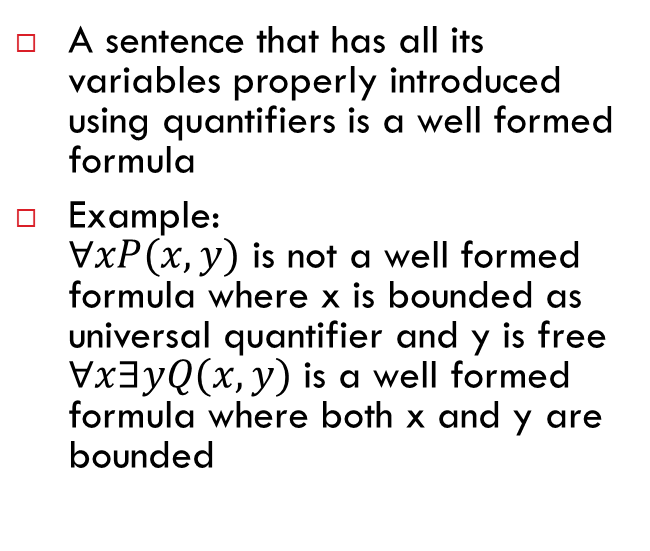 A sentence that has all its
variables properly introduced
using quantifiers is a well formed
formula
Example:
∀xP(x, y) is not a well formed
formula where x is bounded as
universal quantifier and y is free
∀x∃yQ(x, y) is a well formed
formula where both x and y are
bounded